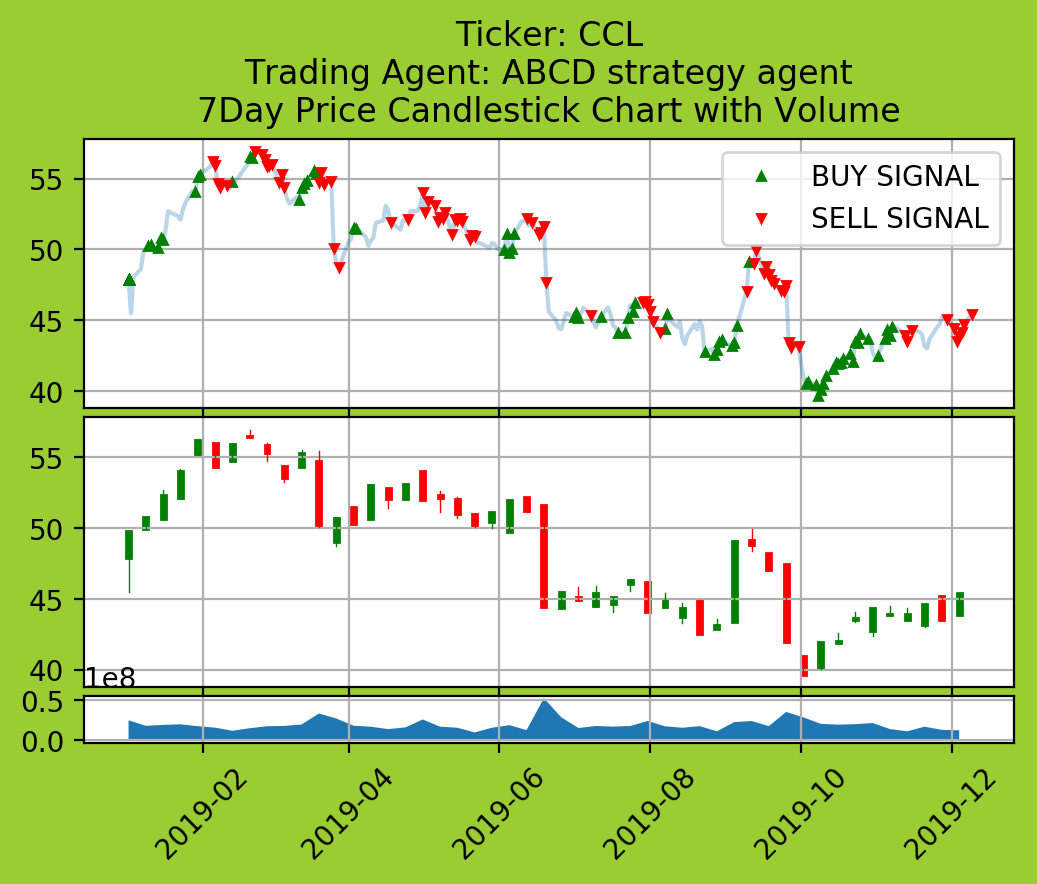 Ticker: CCL
Trading Agent: ABCD strategy agent
7Day Price Candlestick Chart with Volume
BUY SIGNAL
SELL SIGNAL
55
50
45
40
55
50
45
40
1e8
0.5
0.0
2019-02
2019-04
2019-06
2019-08
2019-10
2019-12